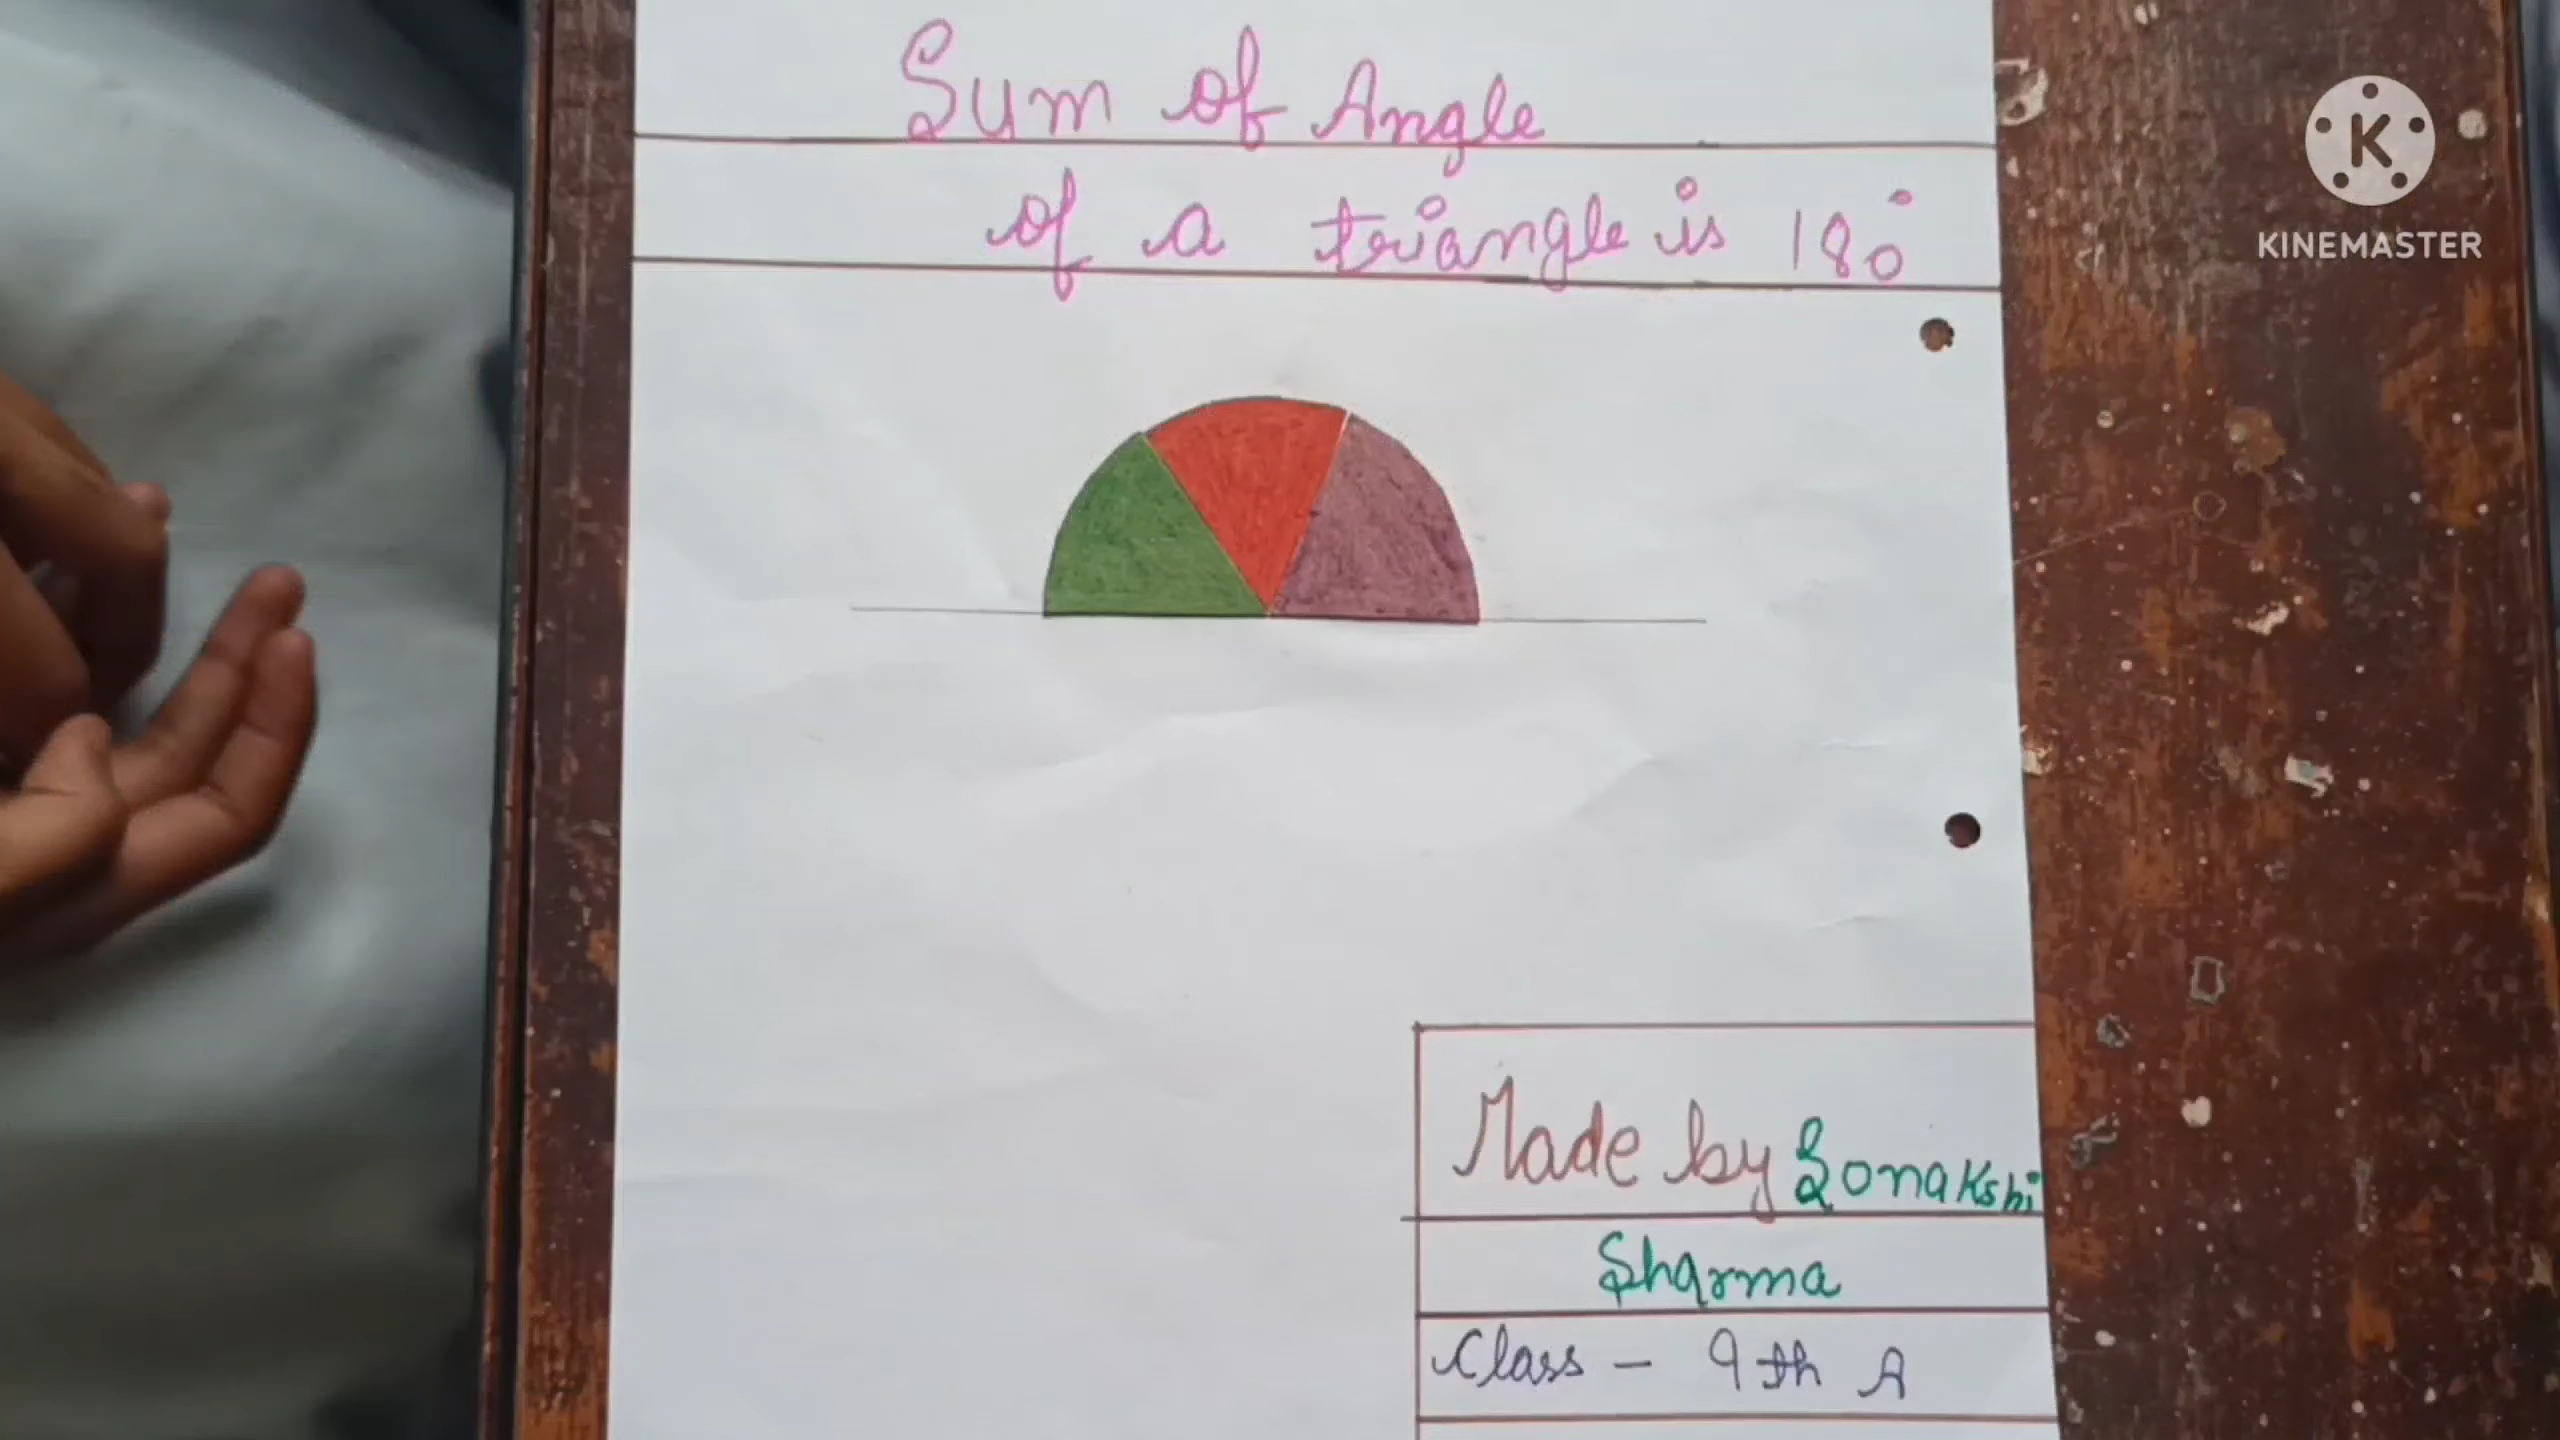 Sum of Angle
of a triangle is 180°
K
KINEMASTER
Made by Sonakshi
Sharma
Class - 9th A